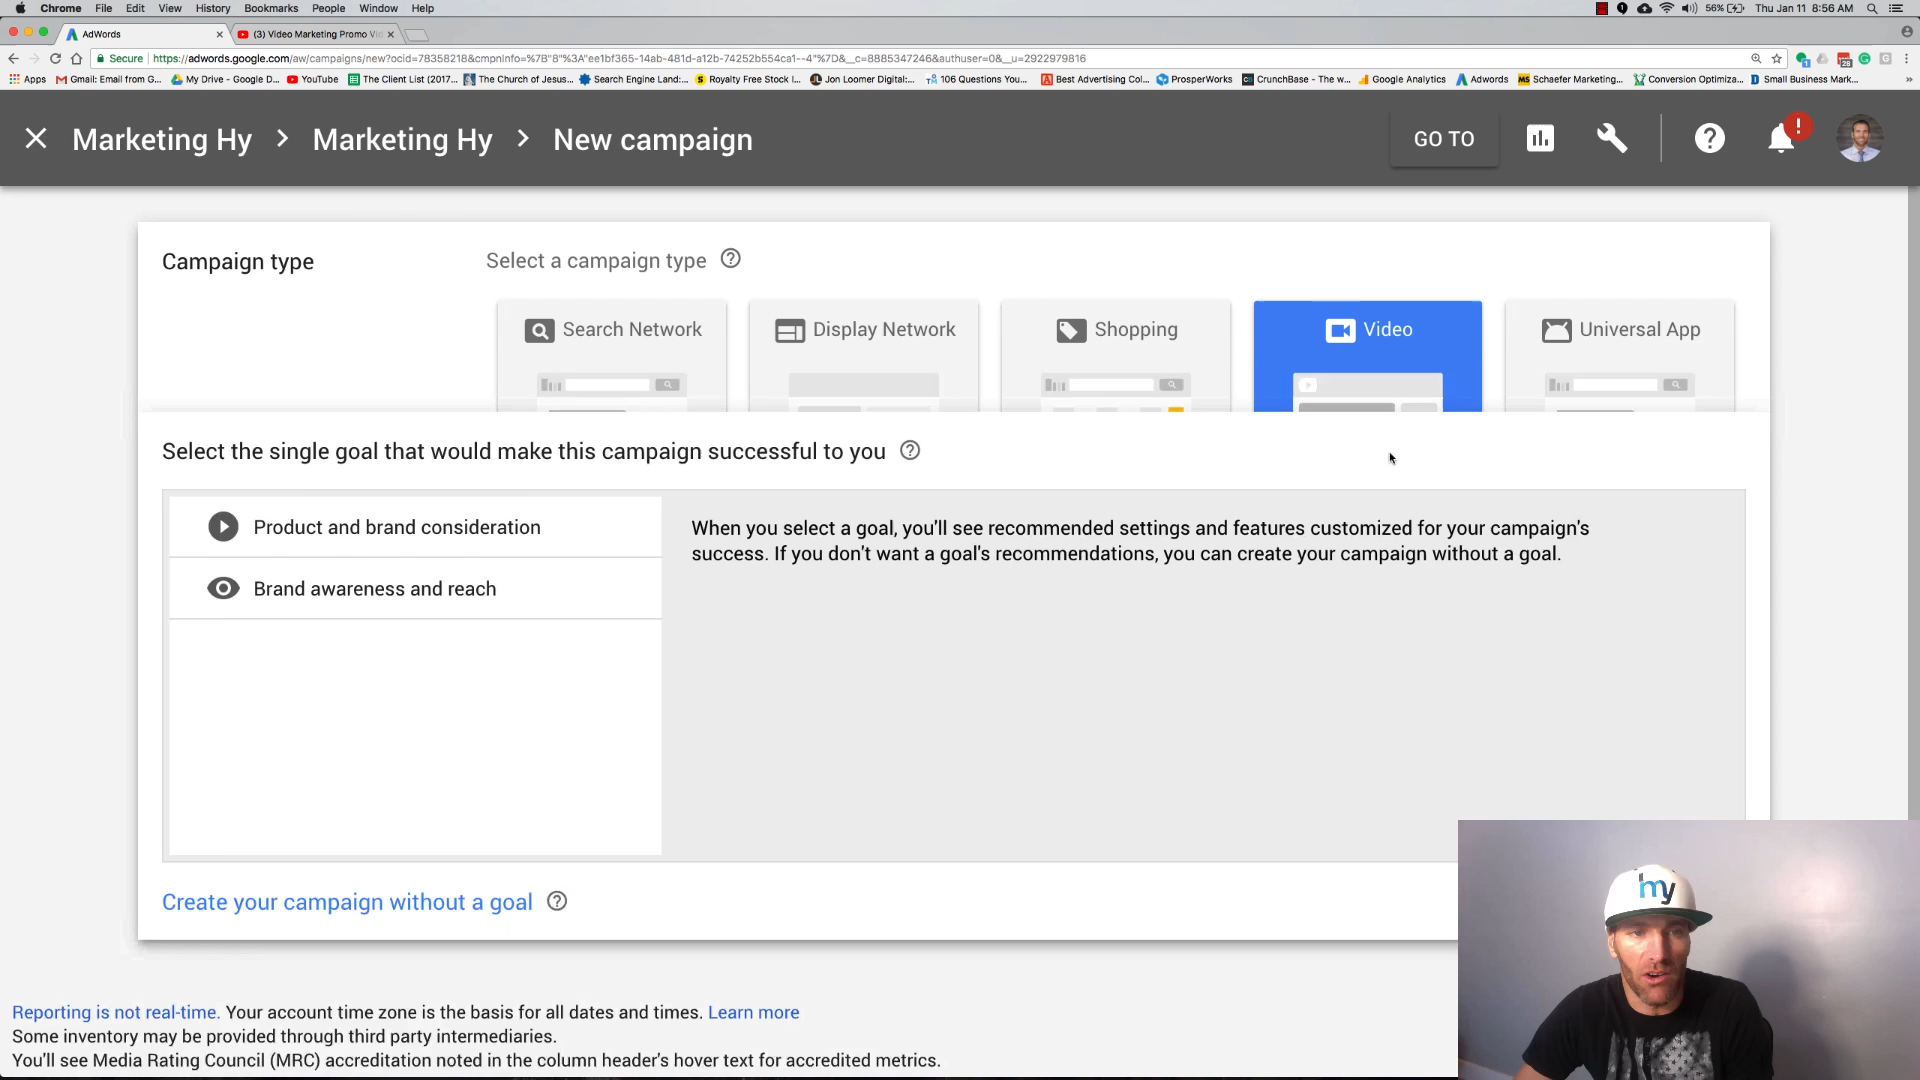 Chrome File Edit View History Bookmarks People Window Help
56% Thu Jan 11 8:56 AM
AdWords
(3) Video Marketing Promo Vi
Secure https://adwords.google.com/aw/campaigns/new?ocid=78358218&cmpnInfo=%7B"8"%3A"ee1bf365-14ab-481d-a12b-74252b554ca1--4"%7D&__c=8885347246&authuser=0&__u=2922979816
Apps Gmail: Email from G... My Drive - Google D... YouTube The Client List (2017... The Church of Jesus... Search Engine Land:... Royalty Free Stock I... Jon Loomer Digital:... 106 Questions You... Best Advertising Col... ProsperWorks CrunchBase - The w... Google Analytics Adwords Schaefer Marketing... Conversion Optimiza... Small Business Mark... »
Marketing Hy > Marketing Hy > New campaign
GO TO
Campaign type
Select a campaign type
Search Network
Display Network
Shopping
Video
Universal App
Select the single goal that would make this campaign successful to you
Product and brand consideration
Brand awareness and reach
When you select a goal, you'll see recommended settings and features customized for your campaign's
success. If you don't want a goal's recommendations, you can create your campaign without a goal.
Create your campaign without a goal
hy
Reporting is not real-time. Your account time zone is the basis for all dates and times. Learn more
Some inventory may be provided through third party intermediaries.
You'll see Media Rating Council (MRC) accreditation noted in the column header's hover text for accredited metrics.